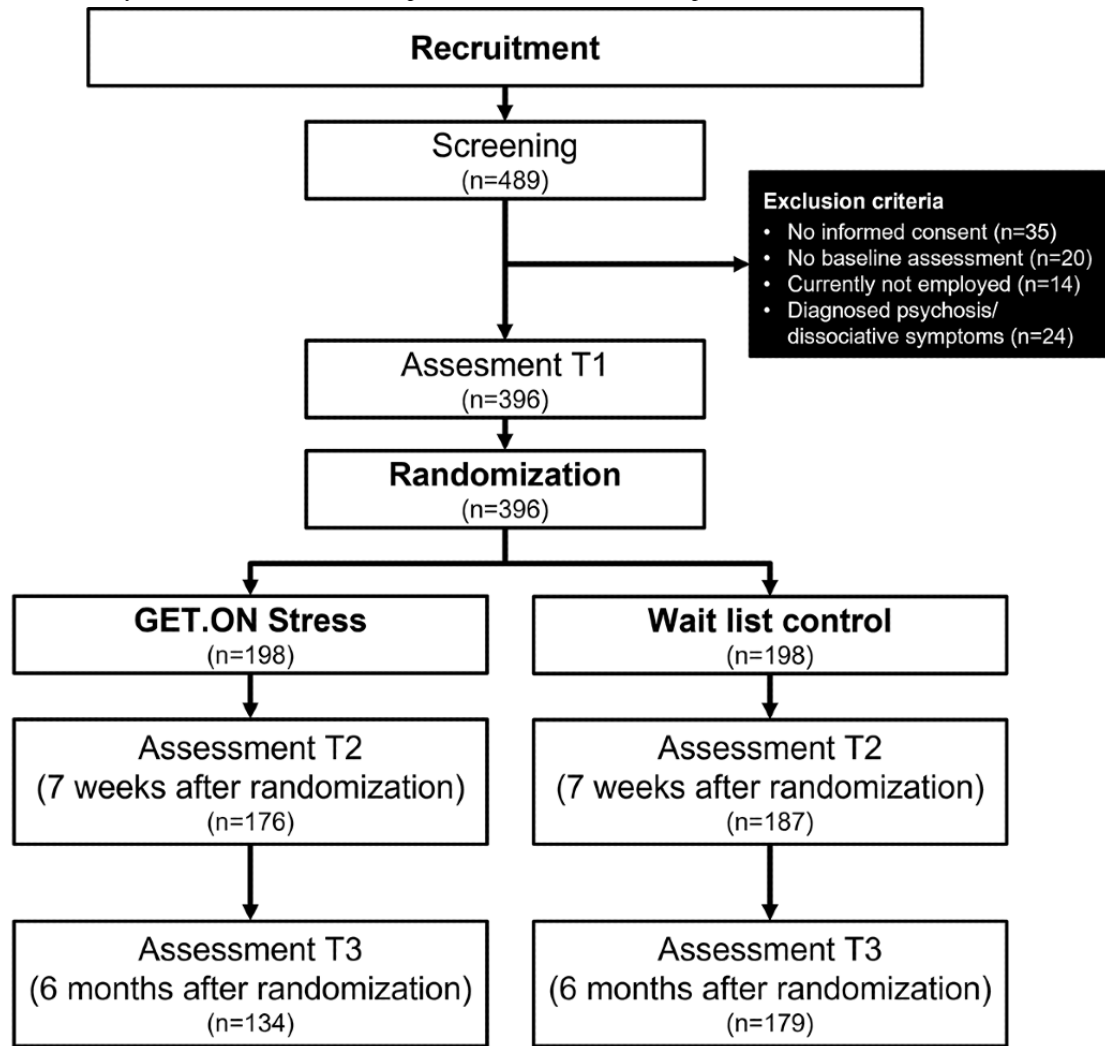 Recruitment
Screening
(n=489)
Exclusion criteria
• No informed consent (n=35)
• No baseline assessment (n=20)
• Currently not employed (n=14)
• Diagnosed psychosis/
dissociative symptoms (n=24)
Assesment T1
(n=396)
Randomization
(n=396)
GET.ON Stress
(n=198)
Wait list control
(n=198)
Assessment T2
(7 weeks after randomization)
(n=176)
Assessment T2
(7 weeks after randomization)
(n=187)
Assessment T3
(6 months after randomization)
(n=134)
Assessment T3
(6 months after randomization)
(n=179)